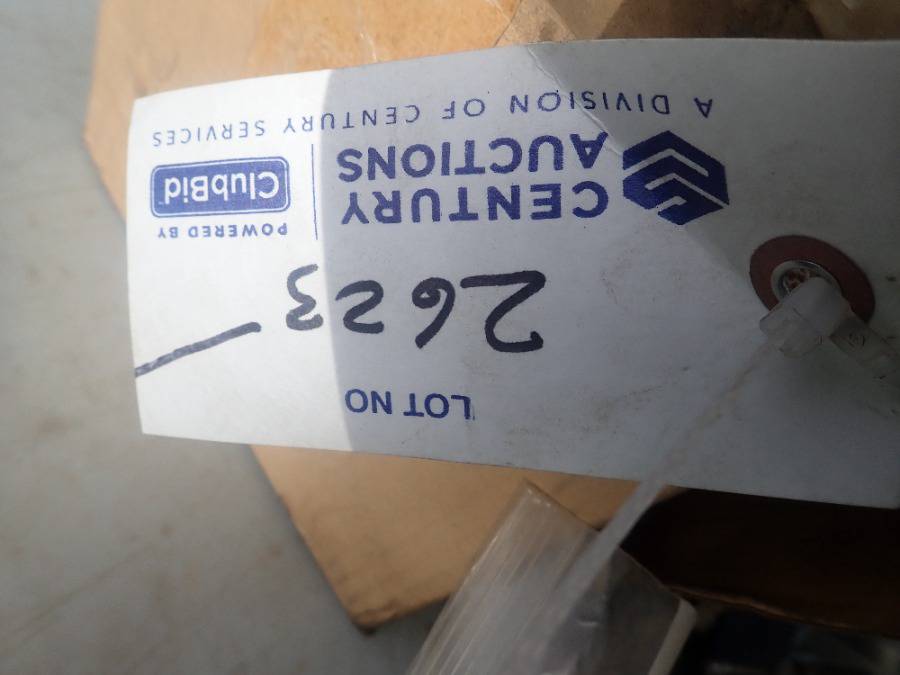 LOT NO
2623
POWERED BY
ClubBid
CENTURY
AUCTIONS
A DIVISION OF CENTURY SERVICES